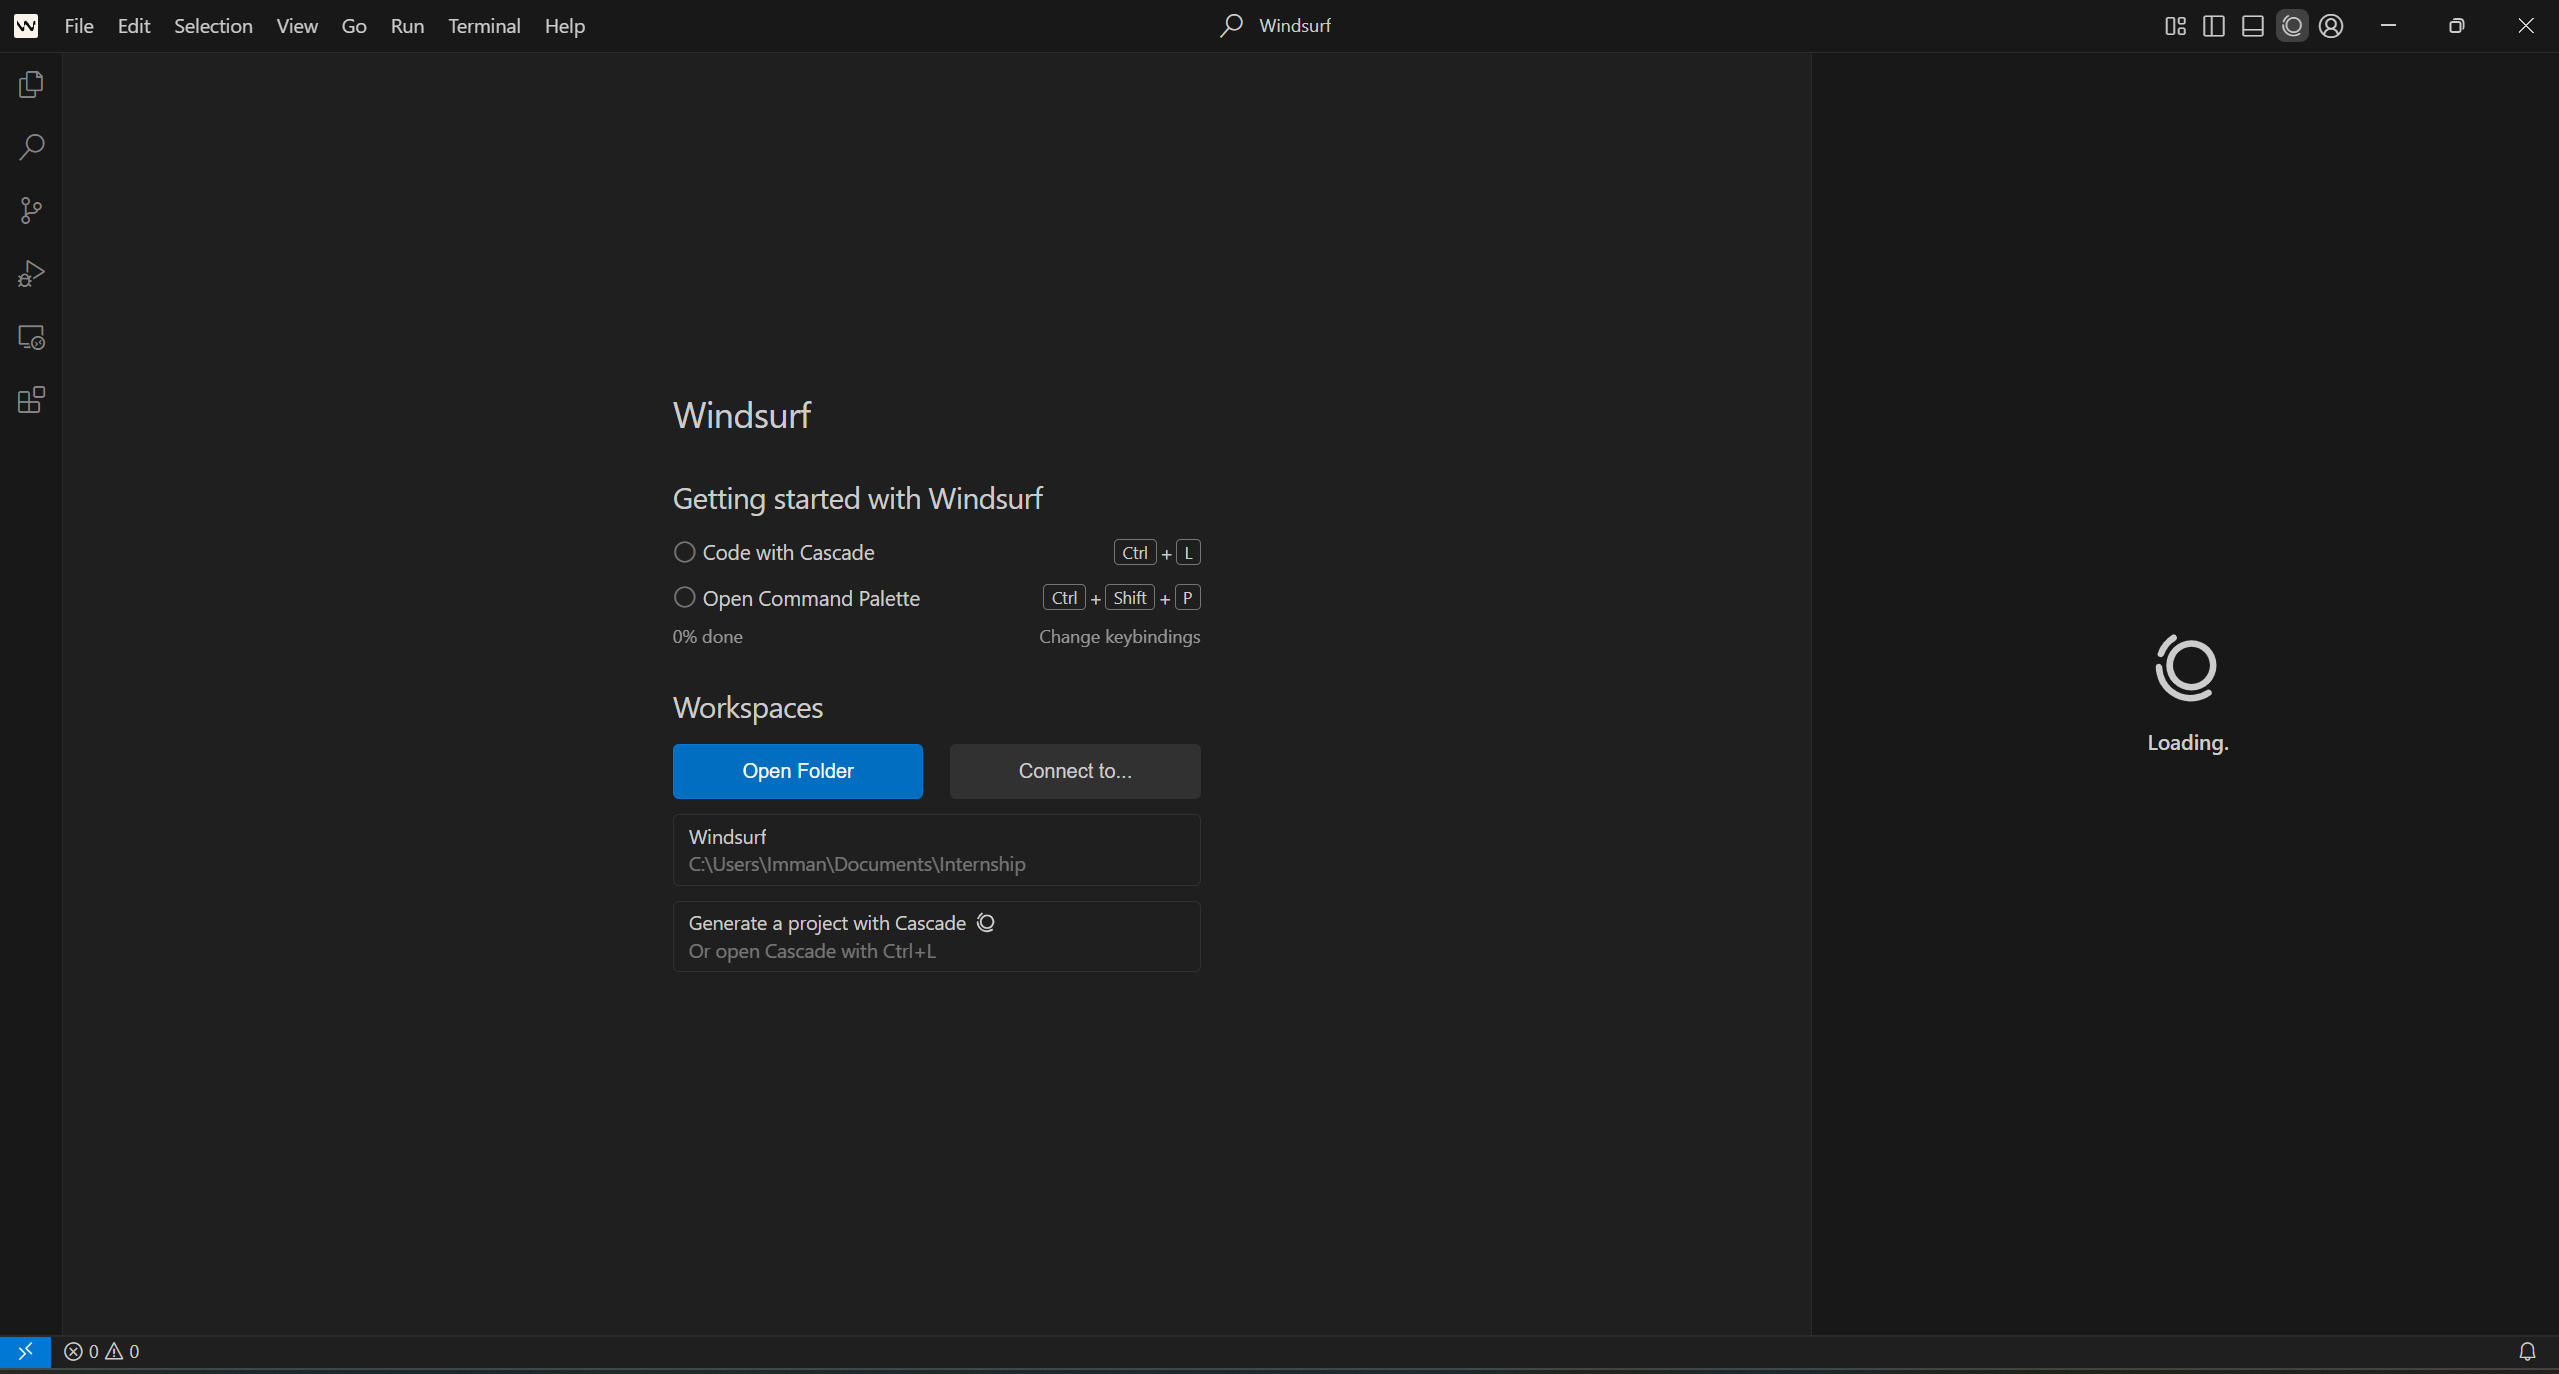 File Edit Selection View Go Run Terminal Help
Windsurf
Windsurf
Getting started with Windsurf
Code with Cascade Ctrl + L
Open Command Palette Ctrl + Shift + P
0% done Change keybindings
Workspaces
Open Folder Connect to...
Windsurf
C:\Users\Imman\Documents\Internship
Generate a project with Cascade
Or open Cascade with Ctrl+L
Loading.
0 0